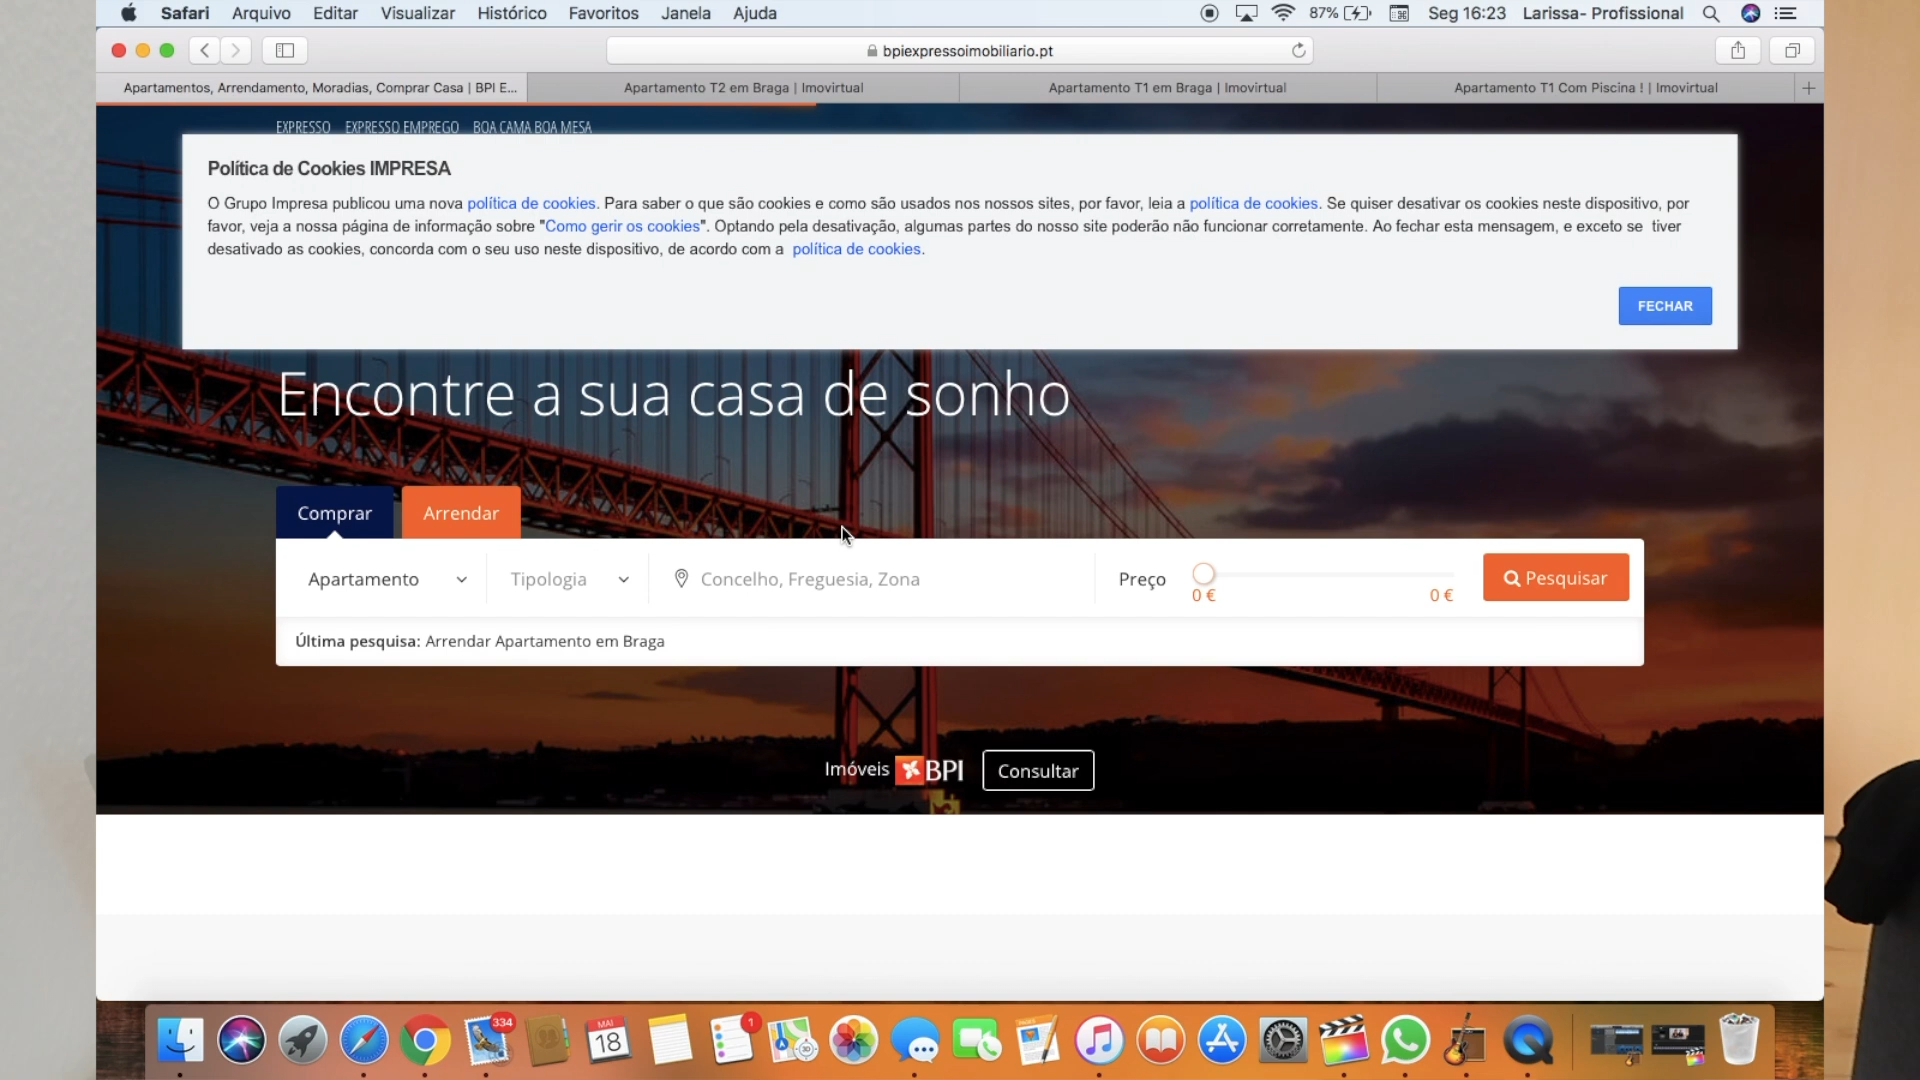 Safari Arquivo Editar Visualizar Histórico Favoritos Janela Ajuda 87% Seg 16:23 Larissa- Profissional
bpiexpressoimobiliario.pt
Apartamentos, Arrendamento, Moradias, Comprar Casa | BPI E... Apartamento T2 em Braga | Imovirtual Apartamento T1 em Braga | Imovirtual Apartamento T1 Com Piscina ! | Imovirtual
EXPRESSO EXPRESSO EMPREGO BOA CAMA BOA MESA
Política de Cookies IMPRESA
O Grupo Impresa publicou uma nova política de cookies. Para saber o que são cookies e como são usados nos nossos sites, por favor, leia a política de cookies. Se quiser desativar os cookies neste dispositivo, por
favor, veja a nossa página de informação sobre "Como gerir os cookies". Optando pela desativação, algumas partes do nosso site poderão não funcionar corretamente. Ao fechar esta mensagem, e exceto se tiver
desativado as cookies, concorda com o seu uso neste dispositivo, de acordo com a política de cookies.
FECHAR
Encontre a sua casa de sonho
Comprar Arrendar
Apartamento Tipologia Concelho, Freguesia, Zona Preço 0 € 0 € Pesquisar
Última pesquisa: Arrendar Apartamento em Braga
Imóveis BPI Consultar
334 MAI 18 1 3D